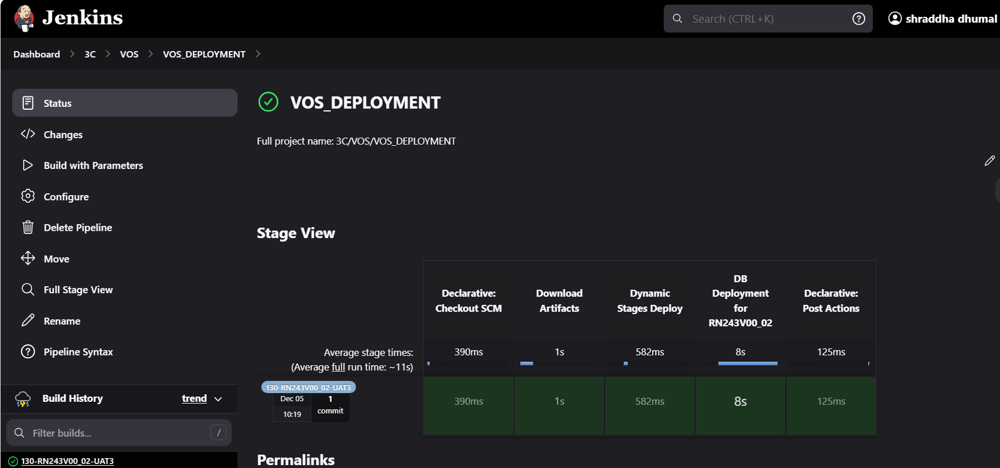 Jenkins
Search (CTRL+K)
shraddha dhumal
Dashboard
3C
VOS
VOS_DEPLOYMENT
Status
Changes
Build with Parameters
Configure
Delete Pipeline
Move
Full Stage View
Rename
Pipeline Syntax
Build History
trend
Filter builds...
/
130-RN243V00_02-UAT3
VOS_DEPLOYMENT
Full project name: 3C/VOS/VOS_DEPLOYMENT
Stage View
Declarative:
Checkout SCM
Download
Artifacts
Dynamic
Stages Deploy
DB
Deployment
for
RN243V00_02
Declarative:
Post Actions
Average stage times:
(Average full run time: ~11s)
390ms
1s
582ms
8s
125ms
130-RN243V00_02-UAT3
Dec 05
10:19
1
commit
390ms
1s
582ms
8s
125ms
Permalinks